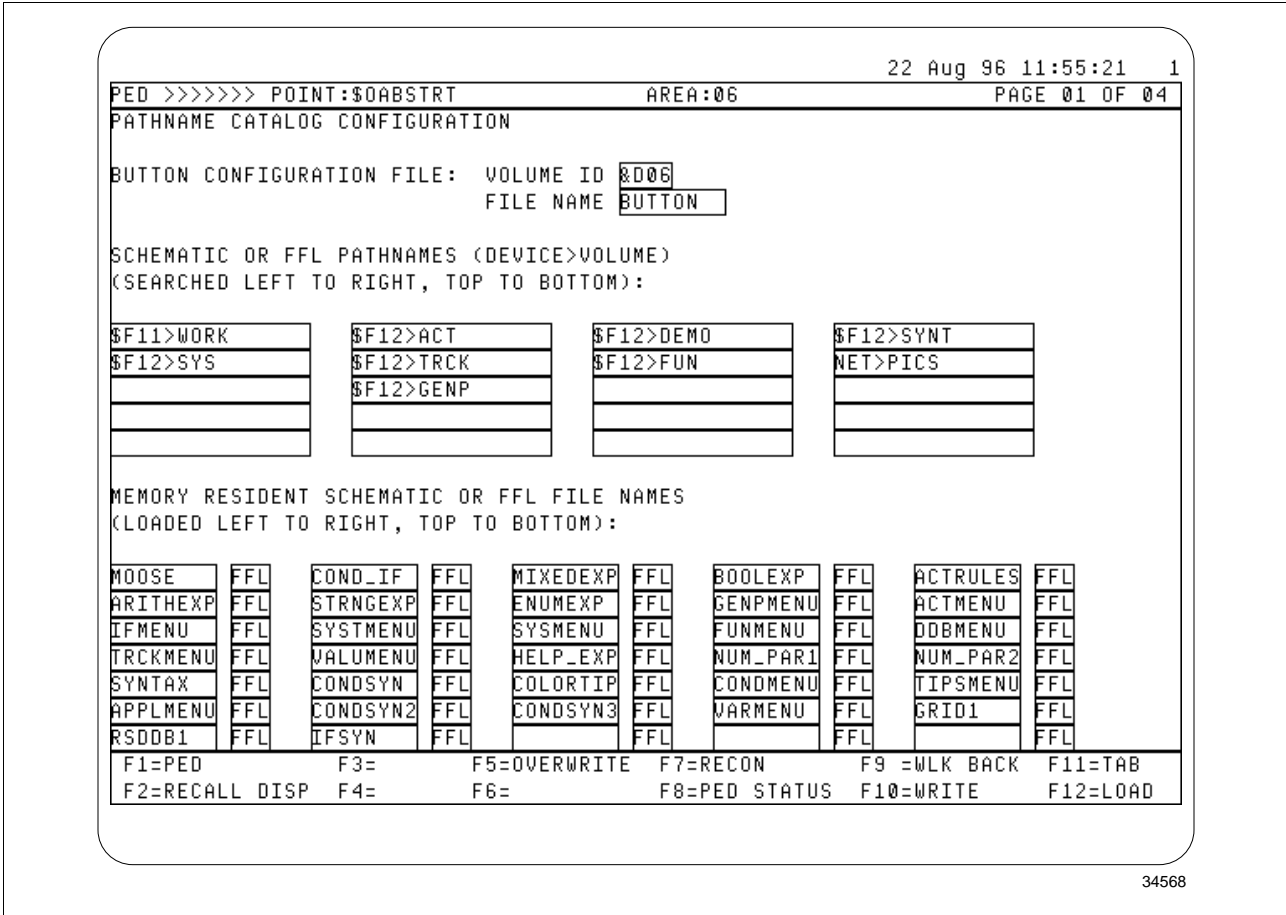 22 Aug 96 11:55:21 1
PED >>>>>>> POINT:$OABSTRT AREA:06 PAGE 01 OF 04
PATHNAME CATALOG CONFIGURATION
BUTTON CONFIGURATION FILE: VOLUME ID &D06
FILE NAME BUTTON
SCHEMATIC OR FFL PATHNAMES (DEVICE>VOLUME)
(SEARCHED LEFT TO RIGHT, TOP TO BOTTOM):
$F11>WORK $F12>ACT $F12>DEMO $F12>SYNT
$F12>SYS $F12>TRCK $F12>FUN NET>PICS
$F12>GENP
MEMORY RESIDENT SCHEMATIC OR FFL FILE NAMES
(LOADED LEFT TO RIGHT, TOP TO BOTTOM):
MOOSE FFL COND_IF FFL MIXEDEXP FFL BOOLEXP FFL ACTRULES FFL
ARITHEXP FFL STRNGEXP FFL ENUMEXP FFL GENPMENU FFL ACTMENU FFL
IFMENU FFL SYSTMENU FFL SYSMENU FFL FUNMENU FFL DDBMENU FFL
TRCKMENU FFL VALUMENU FFL HELP_EXP FFL NUM_PAR1 FFL NUM_PAR2 FFL
SYNTAX FFL CONDSYN FFL COLORTIP FFL CONDMENU FFL TIPSMENU FFL
APPLMENU FFL CONDSYN2 FFL CONDSYN3 FFL VARMENU FFL GRID1 FFL
RSDDB1 FFL IFSYN FFL FFL FFL FFL
F1=PED F3= F5=OVERWRITE F7=RECON F9 =WLK BACK F11=TAB
F2=RECALL DISP F4= F6= F8=PED STATUS F10=WRITE F12=LOAD
34568